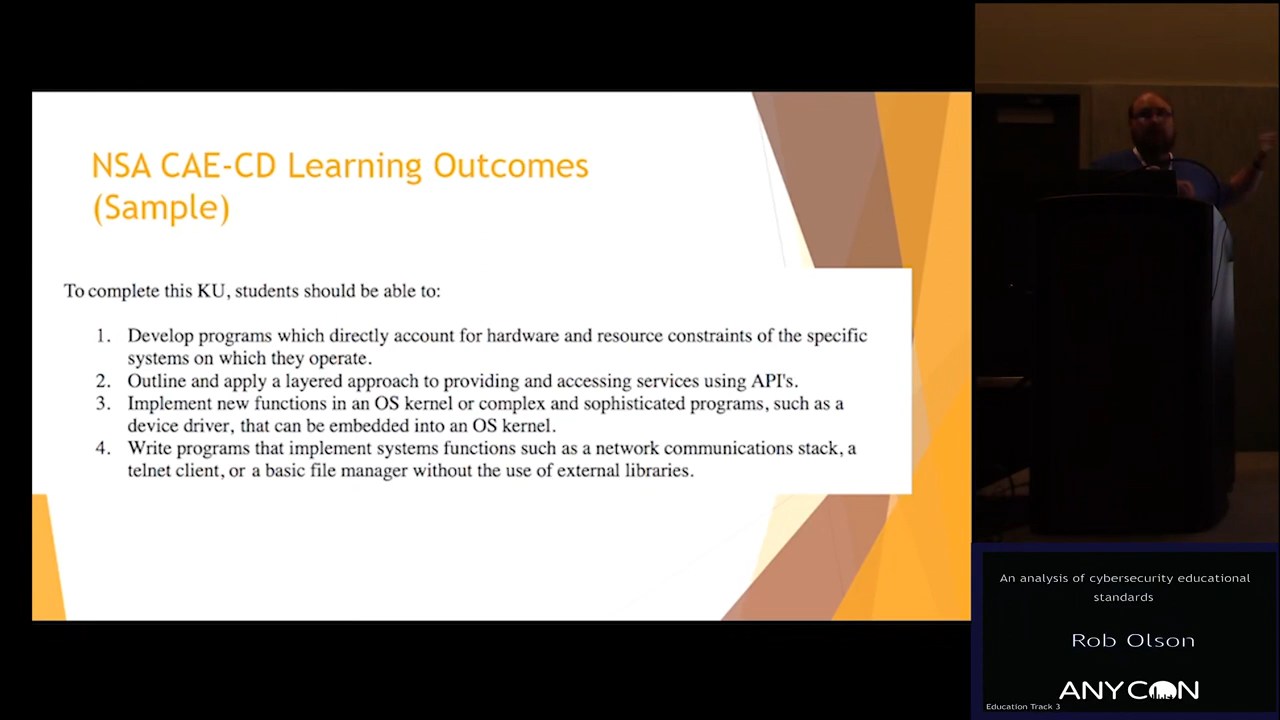 NSA CAE-CD Learning Outcomes
(Sample)
To complete this KU, students should be able to:
1. Develop programs which directly account for hardware and resource constraints of the specific
systems on which they operate.
2. Outline and apply a layered approach to providing and accessing services using API's.
3. Implement new functions in an OS kernel or complex and sophisticated programs, such as a
device driver, that can be embedded into an OS kernel.
4. Write programs that implement systems functions such as a network communications stack, a
telnet client, or a basic file manager without the use of external libraries.
An analysis of cybersecurity educational
standards
Rob Olson
ANYCON
Education Track 3